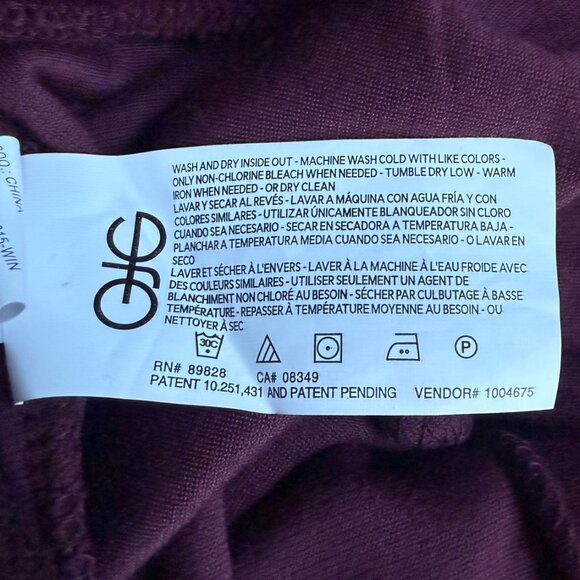 WASH AND DRY INSIDE OUT - MACHINE WASH COLD WITH LIKE COLORS -
ONLY NON-CHLORINE BLEACH WHEN NEEDED - TUMBLE DRY LOW - WARM
IRON WHEN NEEDED - OR DRY CLEAN
LAVAR Y SECAR AL REVÉS - LAVAR A MÁQUINA CON AGUA FRÍA Y CON
COLORES SIMILARES - UTILIZAR ÚNICAMENTE BLANQUEADOR SIN CLORO
CUANDO SEA NECESARIO - SECAR EN SECADORA A TEMPERATURA BAJA -
PLANCHAR A TEMPERATURA MEDIA CUANDO SEA NECESARIO - O LAVAR EN
SECO
LAVER ET SÉCHER À L'ENVERS - LAVER À LA MACHINE À L'EAU FROIDE AVEC
DES COULEURS SIMILAIRES - UTILISER SEULEMENT UN AGENT DE
BLANCHIMENT NON CHLORÉ AU BESOIN - SÉCHER PAR CULBUTAGE À BASSE
TEMPÉRATURE - REPASSER À TEMPÉRATURE MOYENNE AU BESOIN - OU
NETTOYER À SEC
30C P
RN# 89828 CA# 08349
PATENT 10.251,431 AND PATENT PENDING VENDOR# 1004675
CHINA